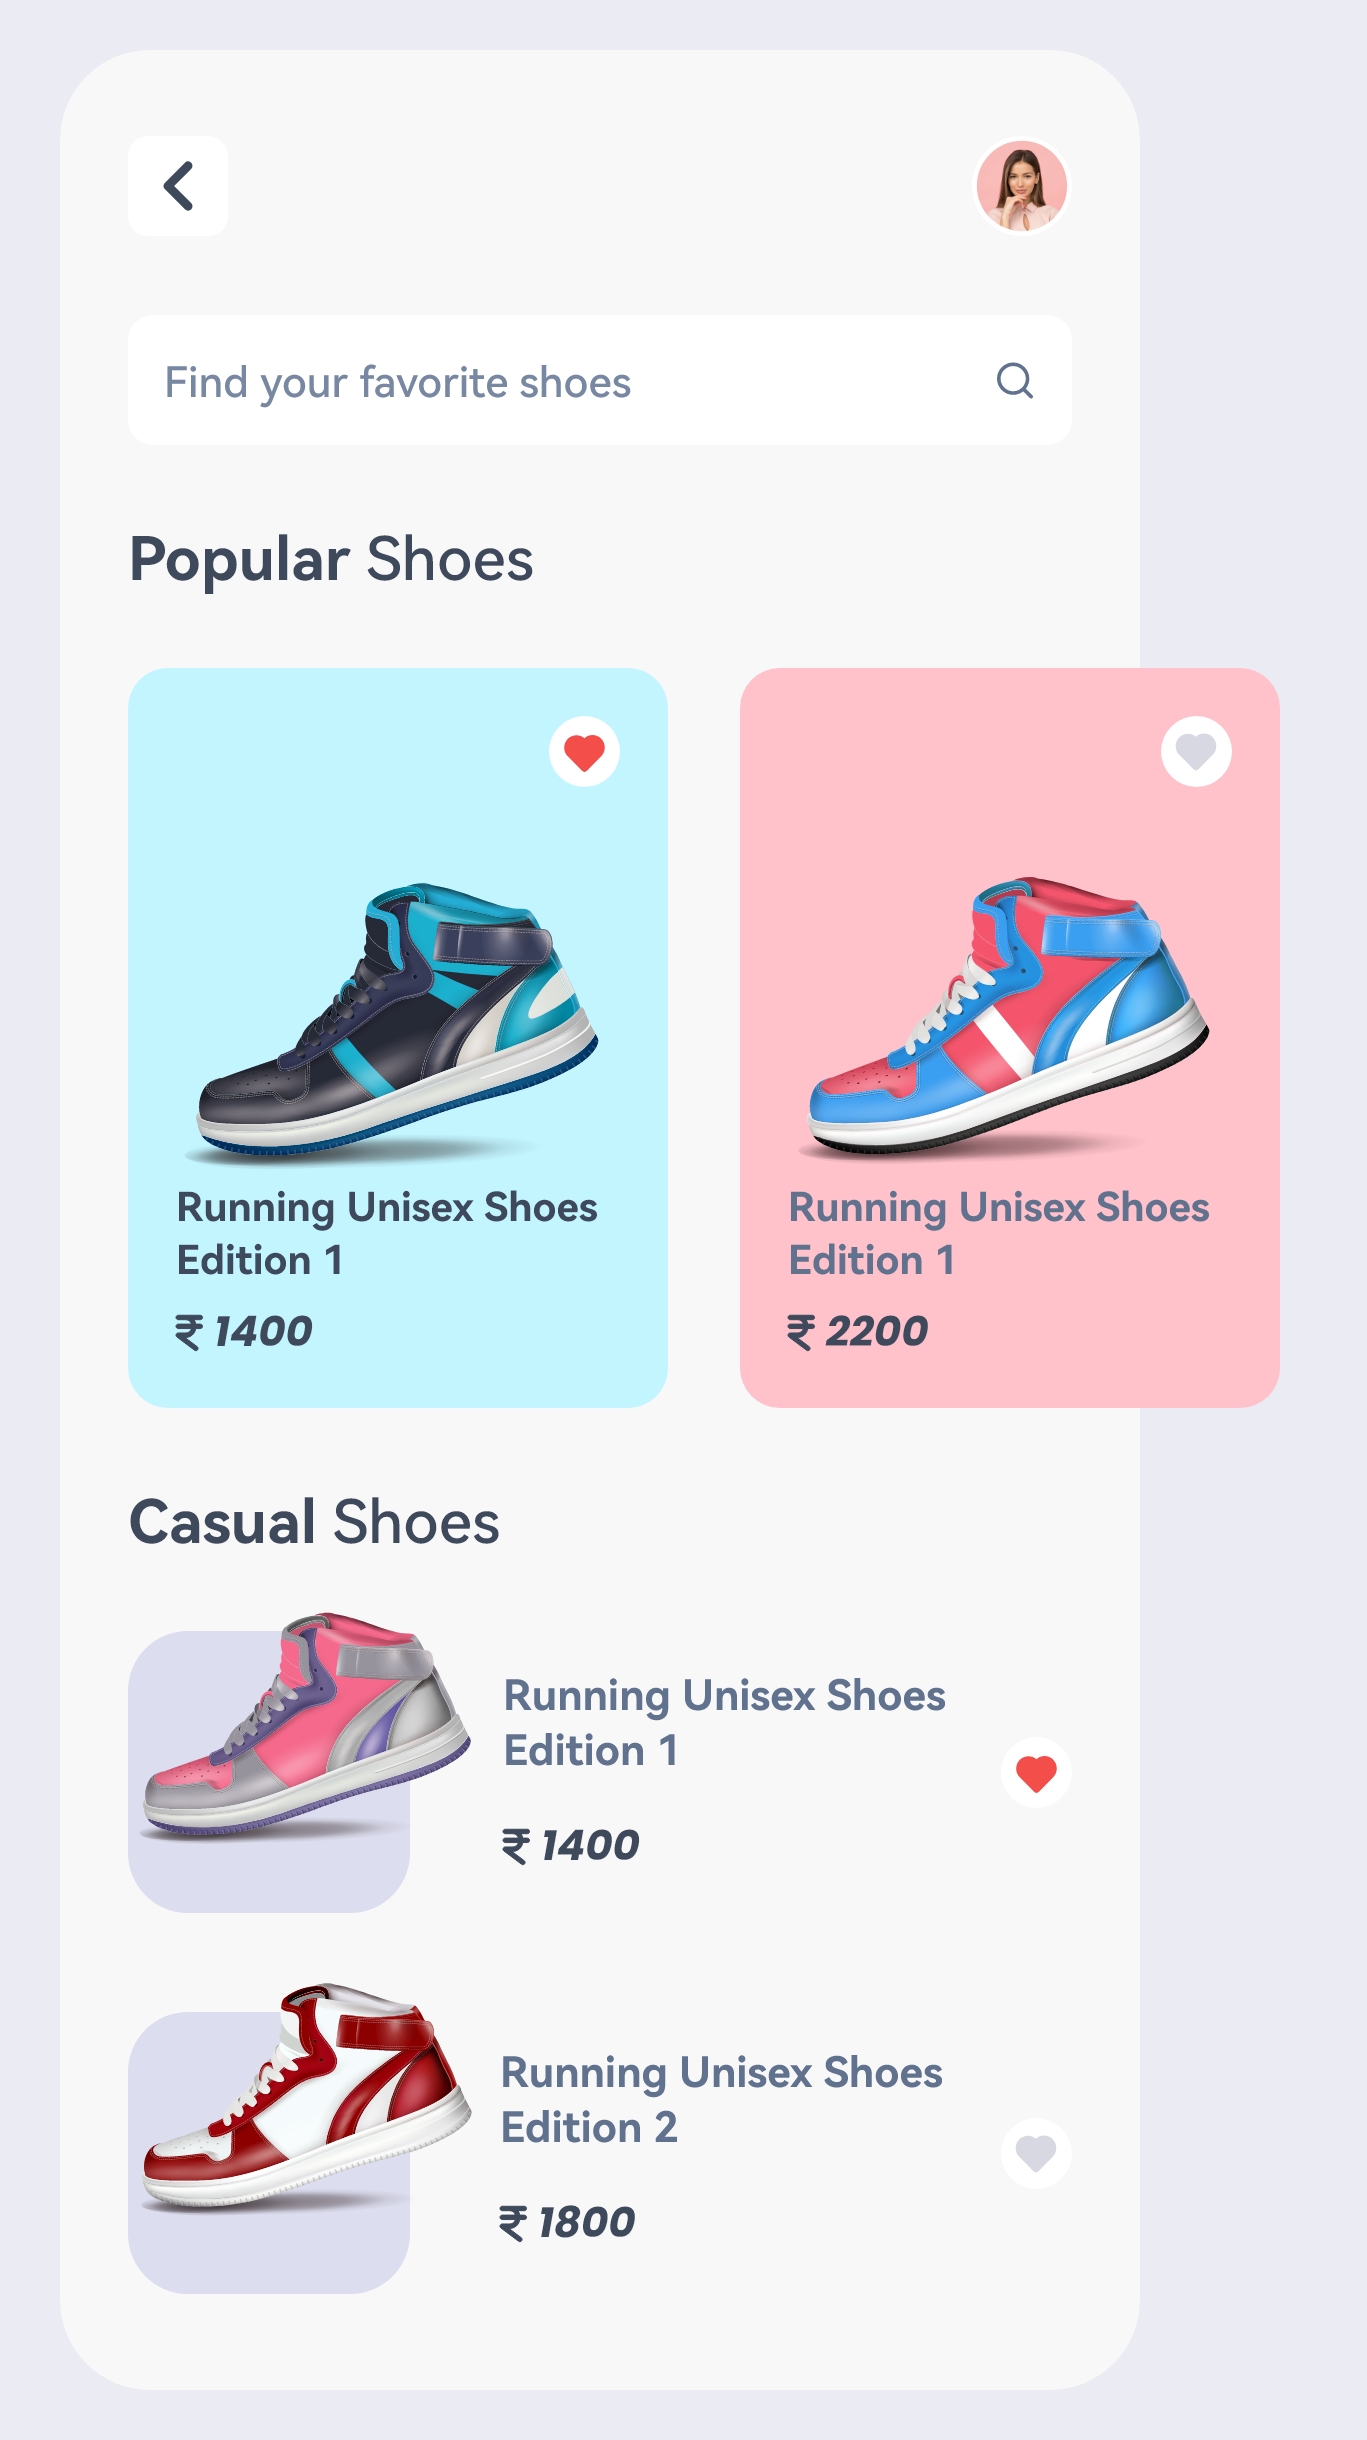 Find your favorite shoes
Popular Shoes
Running Unisex Shoes
Edition 1
₹ 1400
Running Unisex Shoes
Edition 1
₹ 2200
Casual Shoes
Running Unisex Shoes
Edition 1
₹ 1400
Running Unisex Shoes
Edition 2
₹ 1800